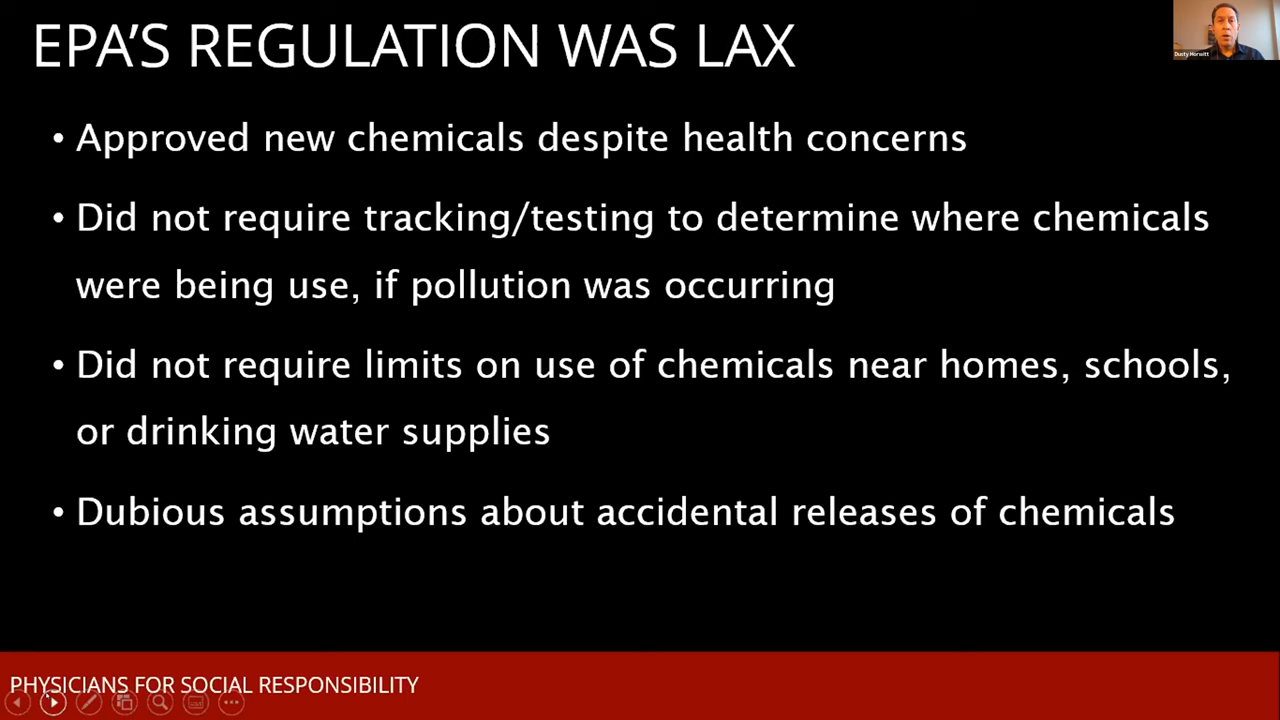 EPA'S REGULATION WAS LAX
Dusty Horwitt
• Approved new chemicals despite health concerns
• Did not require tracking/testing to determine where chemicals
were being use, if pollution was occurring
• Did not require limits on use of chemicals near homes, schools,
or drinking water supplies
• Dubious assumptions about accidental releases of chemicals
PHYSICIANS FOR SOCIAL RESPONSIBILITY